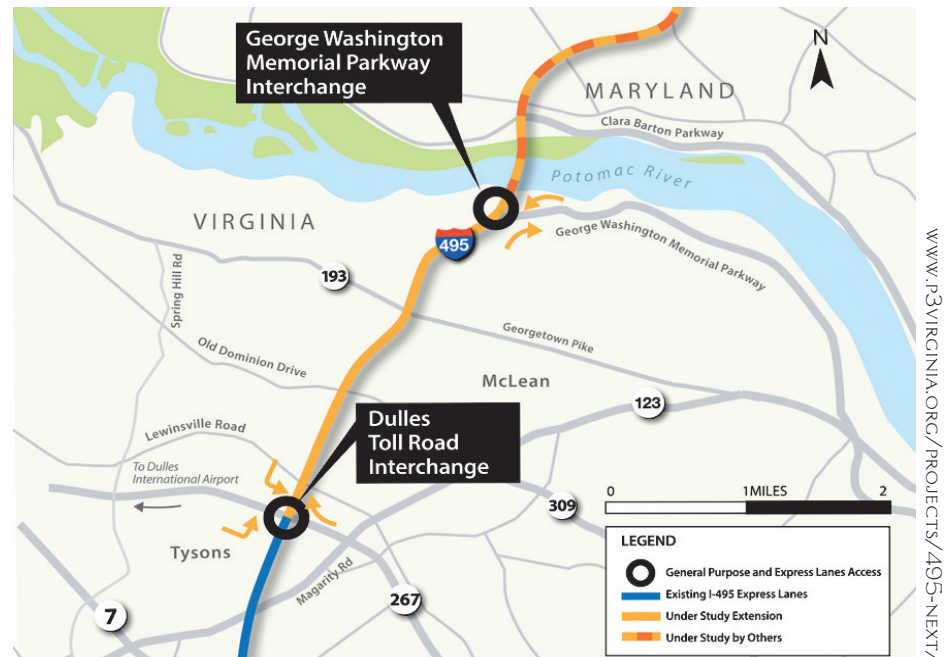 George Washington
Memorial Parkway
Interchange
N
MARYLAND
Clara Barton Parkway
Potomac River
VIRGINIA
495
George Washington Memorial Parkway
193
Spring Hill Rd
Georgetown Pike
Old Dominion Drive
McLean
123
Dulles
Toll Road
Interchange
Lewinsville Road
To Dulles
International Airport
309
0 1MILES 2
Tysons
Magarity Rd
267
7
LEGEND
General Purpose and Express Lanes Access
Existing I-495 Express Lanes
Under Study Extension
Under Study by Others
WWW.P3VIRGINIA.ORG/PROJECTS/495-NEXT/